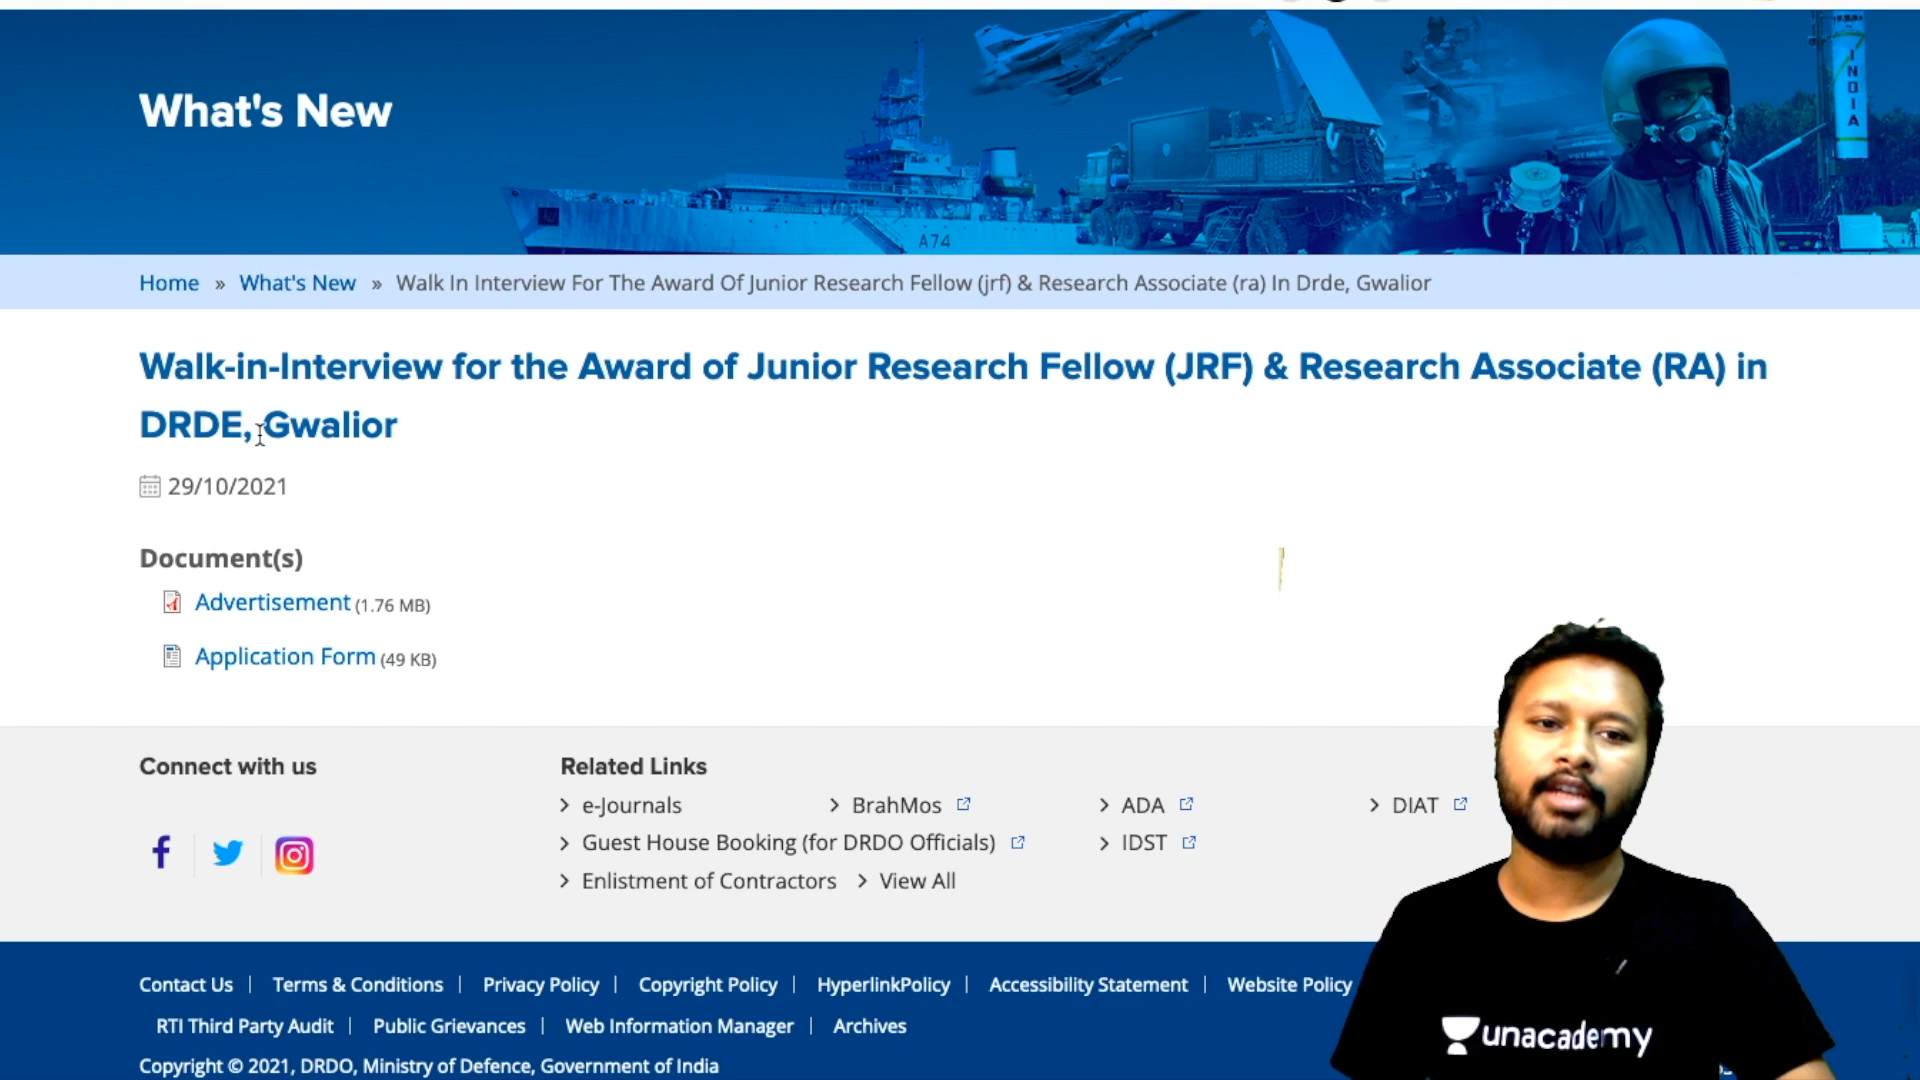 What's New
A74
INDIA
Home » What's New » Walk In Interview For The Award Of Junior Research Fellow (jrf) & Research Associate (ra) In Drde, Gwalior
Walk-in-Interview for the Award of Junior Research Fellow (JRF) & Research Associate (RA) in
DRDE, Gwalior
29/10/2021
Document(s)
Advertisement (1.76 MB)
Application Form (49 KB)
Connect with us
Related Links
> e-Journals > BrahMos > ADA > DIAT
> Guest House Booking (for DRDO Officials) > IDST
> Enlistment of Contractors > View All
Contact Us | Terms & Conditions | Privacy Policy | Copyright Policy | HyperlinkPolicy | Accessibility Statement | Website Policy
RTI Third Party Audit | Public Grievances | Web Information Manager | Archives
Copyright © 2021, DRDO, Ministry of Defence, Government of India
unacademy